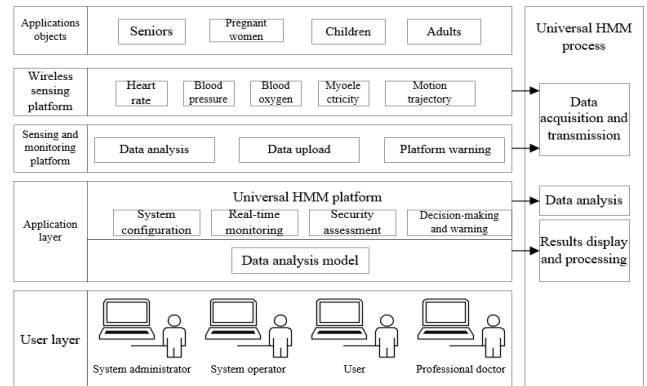 Applications
objects
Seniors
Pregnant
women
Children
Adults
Universal HMM
process
Wireless
sensing
platform
Heart
rate
Blood
pressure
Blood
oxygen
Myoele
ctricity
Motion
trajectory
Data
acquisition and
transmission
Sensing and
monitoring
platform
Data analysis
Data upload
Platform warning
Application
layer
Universal HMM platform
System
configuration
Real-time
monitoring
Security
assessment
Decision-making
and warning
Data analysis model
Data analysis
Results display
and processing
User layer
System administrator
System operator
User
Professional doctor